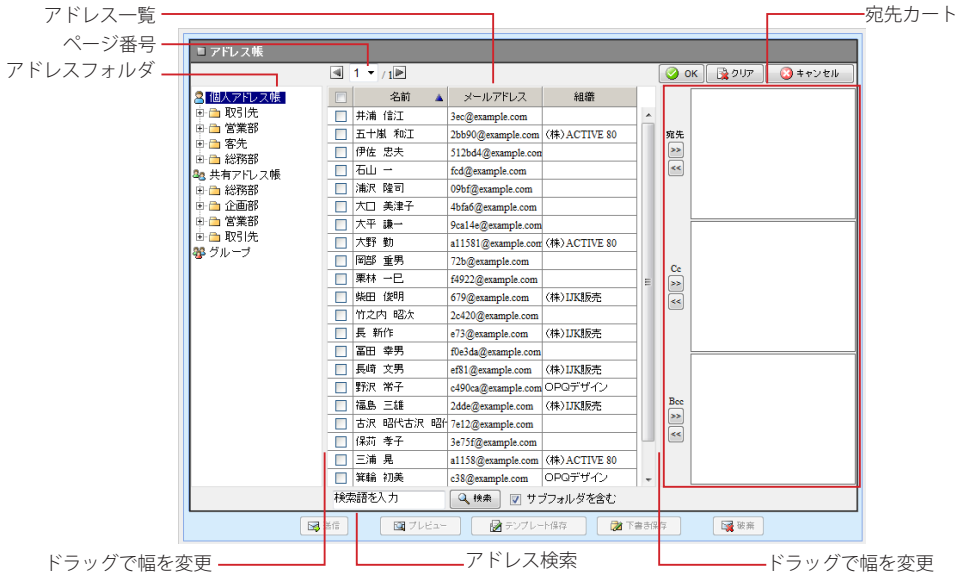 アドレス一覧
宛先カート
ページ番号
アドレスフォルダ
アドレス帳
1 / 1
OK クリア キャンセル
個人アドレス帳
取引先
営業部
客先
総務部
共有アドレス帳
総務部
企画部
営業部
取引先
グループ
名前 メールアドレス 組織
井浦 信江 3ec@example.com
五十嵐 和江 2bb90@example.com (株)ACTIVE 80
伊佐 忠夫 512bd4@example.com
石山 一 fcd@example.com
浦沢 隆司 09bf@example.com
大口 美津子 4bfa6@example.com
大平 謙一 9ca14e@example.com
大野 勤 a11581@example.com (株)ACTIVE 80
岡部 重男 72b@example.com
栗林 一巳 f4922@example.com
柴田 俊明 679@example.com (株)IJK販売
竹之内 昭次 2c420@example.com
長 新作 e73@example.com (株)IJK販売
冨田 幸男 f0e3da@example.com
長崎 文男 ef81@example.com (株)IJK販売
野沢 常子 c490ca@example.com OPQデザイン
福島 三雄 2dde@example.com (株)IJK販売
古沢 昭代古沢 昭代 7e12@example.com
保苅 孝子 3e75f@example.com
三浦 晃 a1158@example.com (株)ACTIVE 80
箕輪 初美 c38@example.com OPQデザイン
宛先
>>
<<
Cc
>>
<<
Bcc
>>
<<
検索語を入力 検索 サブフォルダを含む
送信 プレビュー テンプレート保存 下書き保存 破棄
ドラッグで幅を変更
アドレス検索
ドラッグで幅を変更